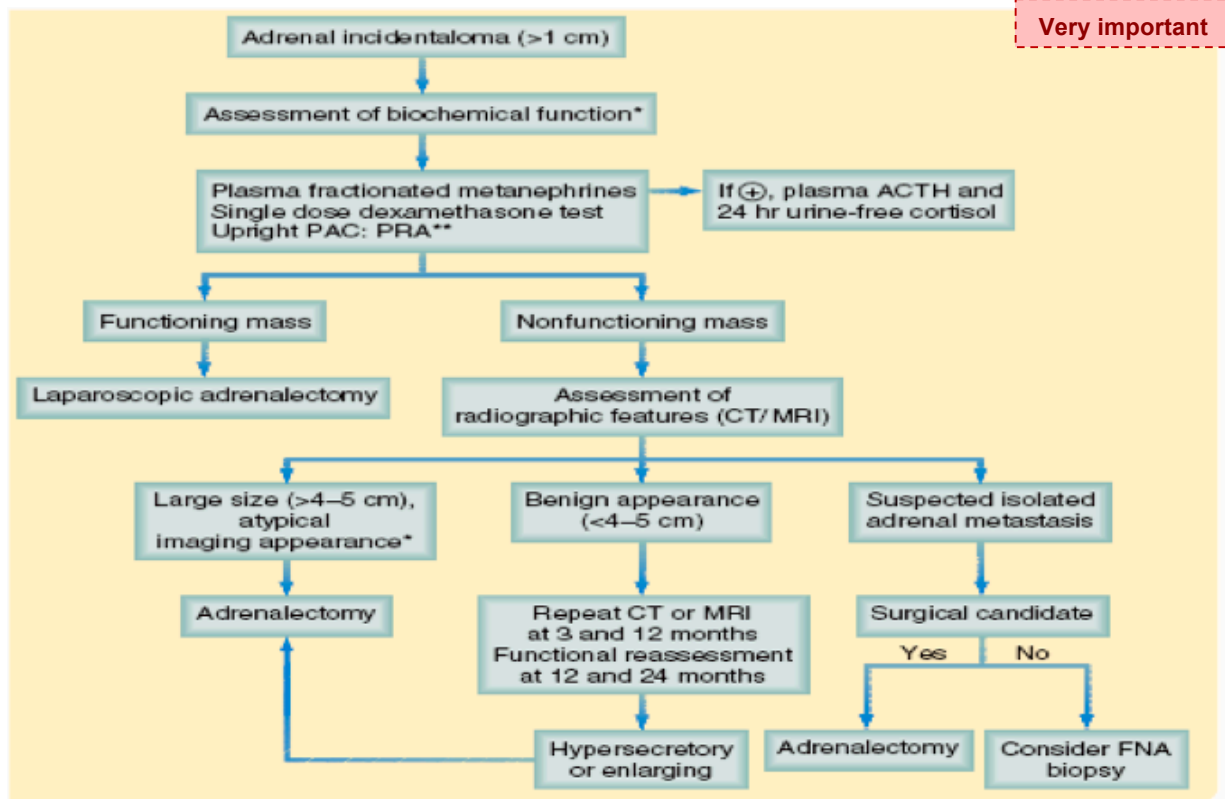 Very important
Adrenal incidentaloma (>1 cm)
Assessment of biochemical function*
Plasma fractionated metanephrines
Single dose dexamethasone test
Upright PAC: PRA**
If ⊕, plasma ACTH and
24 hr urine-free cortisol
Functioning mass
Nonfunctioning mass
Laparoscopic adrenalectomy
Assessment of
radiographic features (CT/MRI)
Large size (>4–5 cm),
atypical
imaging appearance*
Benign appearance
(<4–5 cm)
Suspected isolated
adrenal metastasis
Adrenalectomy
Repeat CT or MRI
at 3 and 12 months
Functional reassessment
at 12 and 24 months
Surgical candidate
Yes
No
Hypersecretory
or enlarging
Adrenalectomy
Consider FNA
biopsy